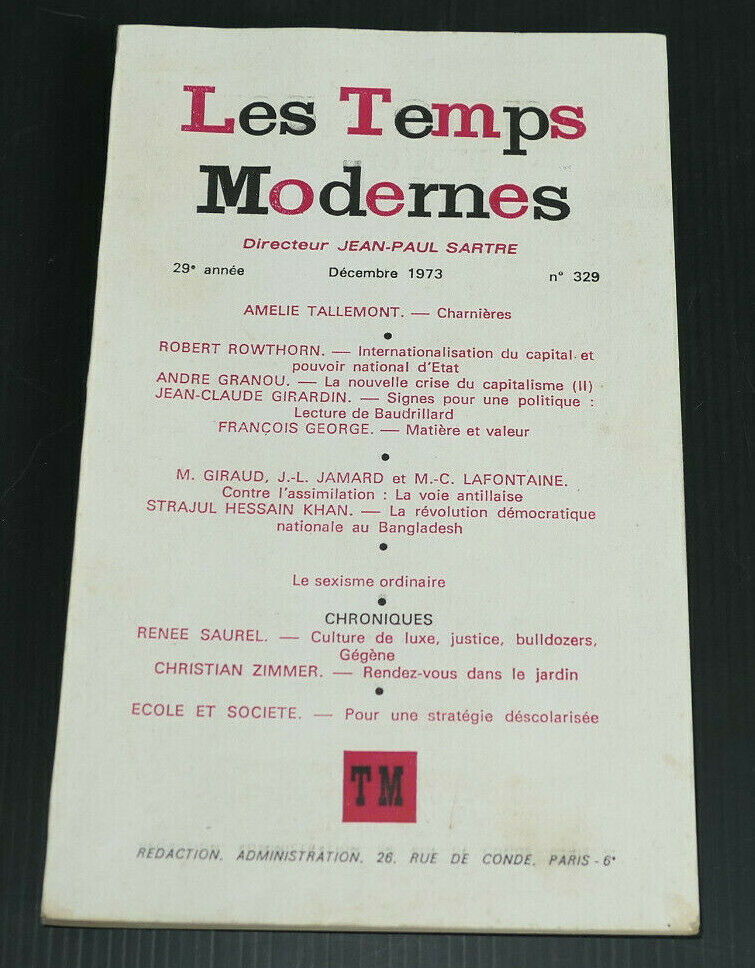 Les Temps
Modernes
Directeur JEAN-PAUL SARTRE
29e année Décembre 1973 n° 329
AMELIE TALLEMONT. — Charnières
ROBERT ROWTHORN. — Internationalisation du capital et
pouvoir national d'Etat
ANDRE GRANOU. — La nouvelle crise du capitalisme (II)
JEAN-CLAUDE GIRARDIN. — Signes pour une politique :
Lecture de Baudrillard
FRANÇOIS GEORGE. — Matière et valeur
M. GIRAUD, J.-L. JAMARD et M.-C. LAFONTAINE.
Contre l'assimilation : La voie antillaise
STRAJUL HESSAIN KHAN. — La révolution démocratique
nationale au Bangladesh
Le sexisme ordinaire
CHRONIQUES
RENEE SAUREL. — Culture de luxe, justice, bulldozers,
Gégène
CHRISTIAN ZIMMER. — Rendez-vous dans le jardin
ECOLE ET SOCIETE. — Pour une stratégie déscolarisée
TM
REDACTION, ADMINISTRATION, 26, RUE DE CONDE, PARIS - 6e